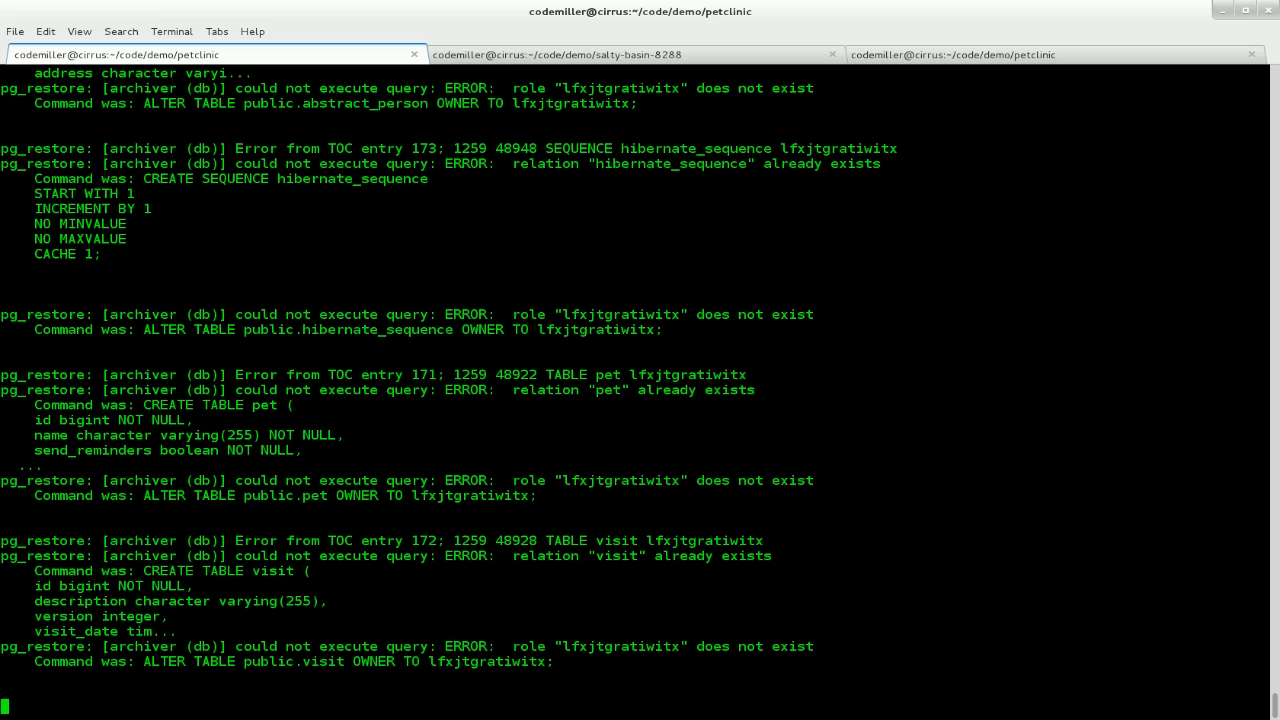 codemiller@cirrus:~/code/demo/petclinic
File Edit View Search Terminal Tabs Help
codemiller@cirrus:~/code/demo/petclinic codemiller@cirrus:~/code/demo/salty-basin-8288 codemiller@cirrus:~/code/demo/petclinic
address character varyi...
pg_restore: [archiver (db)] could not execute query: ERROR:  role "lfxjtgratiwitx" does not exist
Command was: ALTER TABLE public.abstract_person OWNER TO lfxjtgratiwitx;
pg_restore: [archiver (db)] Error from TOC entry 173; 1259 48948 SEQUENCE hibernate_sequence lfxjtgratiwitx
pg_restore: [archiver (db)] could not execute query: ERROR:  relation "hibernate_sequence" already exists
Command was: CREATE SEQUENCE hibernate_sequence
START WITH 1
INCREMENT BY 1
NO MINVALUE
NO MAXVALUE
CACHE 1;
pg_restore: [archiver (db)] could not execute query: ERROR:  role "lfxjtgratiwitx" does not exist
Command was: ALTER TABLE public.hibernate_sequence OWNER TO lfxjtgratiwitx;
pg_restore: [archiver (db)] Error from TOC entry 171; 1259 48922 TABLE pet lfxjtgratiwitx
pg_restore: [archiver (db)] could not execute query: ERROR:  relation "pet" already exists
Command was: CREATE TABLE pet (
id bigint NOT NULL,
name character varying(255) NOT NULL,
send_reminders boolean NOT NULL,
...
pg_restore: [archiver (db)] could not execute query: ERROR:  role "lfxjtgratiwitx" does not exist
Command was: ALTER TABLE public.pet OWNER TO lfxjtgratiwitx;
pg_restore: [archiver (db)] Error from TOC entry 172; 1259 48928 TABLE visit lfxjtgratiwitx
pg_restore: [archiver (db)] could not execute query: ERROR:  relation "visit" already exists
Command was: CREATE TABLE visit (
id bigint NOT NULL,
description character varying(255),
version integer,
visit_date tim...
pg_restore: [archiver (db)] could not execute query: ERROR:  role "lfxjtgratiwitx" does not exist
Command was: ALTER TABLE public.visit OWNER TO lfxjtgratiwitx;